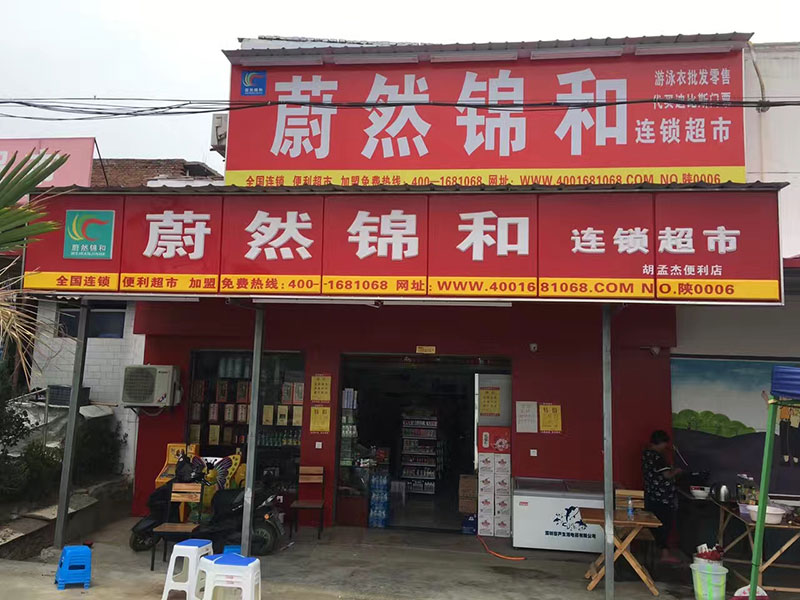 蔚然锦和
游泳衣批发零售
代买迪比斯门票
连锁超市
全国连锁 便利超市 加盟免费热线:400-1681068 网址:WWW.4001681068.COM NO.陕0006
蔚然锦和
蔚然锦和
连锁超市
胡孟杰便利店
全国连锁 便利超市 加盟免费热线:400-1681068 网址:WWW.4001681068.COM NO.陕0006